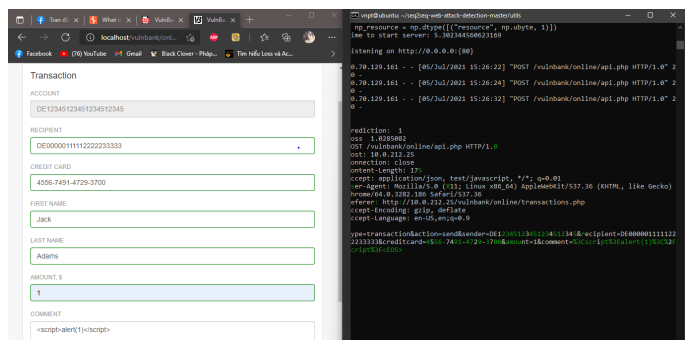 Tran đi
What i
VulnBa
VulnBa
localhost/vulnbank/onl...
Facebook
(76) YouTube
Gmail
Black Clover - Pháp...
Tìm hiểu Loss và Ac...
Transaction
ACCOUNT
DE12345123451234512345
RECIPIENT
DE00000111112222233333
CREDIT CARD
4556-7491-4729-3700
FIRST NAME
Jack
LAST NAME
Adams
AMOUNT, $
1
COMMENT
<script>alert(1)</script>
vnpt@ubuntu: ~/seq2seq-web-attack-detection-master/utils
np_resource = np.dtype([("resource", np.ubyte, 1)])
ime to start server: 5.302344560623169
istening on http://0.0.0.0:{80}
0.70.129.161 - - [05/Jul/2021 15:26:22] "POST /vulnbank/online/api.php HTTP/1.0" 2
0 -
0.70.129.161 - - [05/Jul/2021 15:26:24] "POST /vulnbank/online/api.php HTTP/1.0" 2
0 -
0.70.129.161 - - [05/Jul/2021 15:26:32] "POST /vulnbank/online/api.php HTTP/1.0" 2
0 -
rediction: 1
oss 1.0285082
OST /vulnbank/online/api.php HTTP/1.0
ost: 10.0.212.25
onnection: close
ontent-Length: 175
ccept: application/json, text/javascript, */*; q=0.01
ser-Agent: Mozilla/5.0 (X11; Linux x86_64) AppleWebKit/537.36 (KHTML, like Gecko)
hrome/64.0.3282.186 Safari/537.36
eferer: http://10.0.212.25/vulnbank/online/transactions.php
ccept-Encoding: gzip, deflate
ccept-Language: en-US,en;q=0.9
ype=transaction&action=send&sender=DE12345123451234512345&recipient=DE000001111122
2233333&creditcard=4556-7491-4729-3700&amount=1&comment=%3Cscript%3Ealert(1)%3C%2F
cript%3E<EOS>